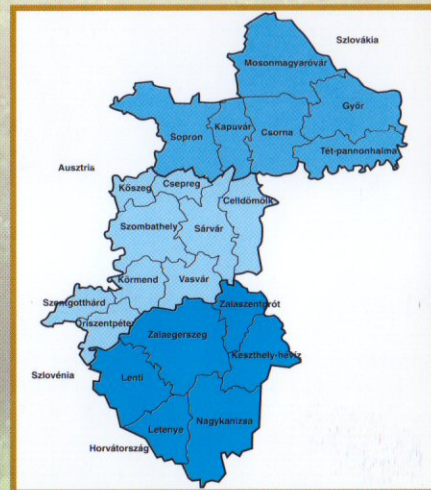 Szlovákia
Mosonmagyaróvár
Győr
Sopron
Kapuvár
Csorna
Tét-pannonhalma
Ausztris
Kőszeg
Csepreg
Celldömölk
Szombathely
Sárvár
Körmend
Vasvár
Szentgotthárd
Őriszentpéter
Zalaszentgrót
Zalaegerszeg
Keszthely-hévíz
Szlovénia
Lenti
Letenye
Nagykanizsa
Horvátország